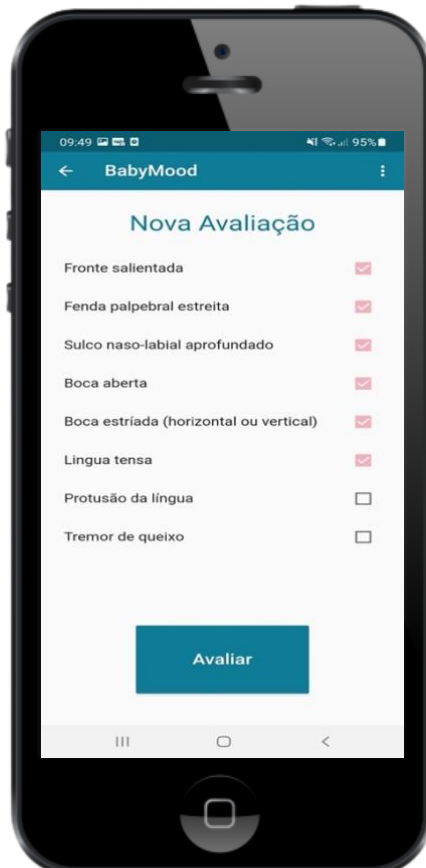 09:49 95%
BabyMood
Nova Avaliação
Fronte salientada
Fenda palpebral estreita
Sulco naso-labial aprofundado
Boca aberta
Boca estríada (horizontal ou vertical)
Lingua tensa
Protusão da língua
Tremor de queixo
Avaliar